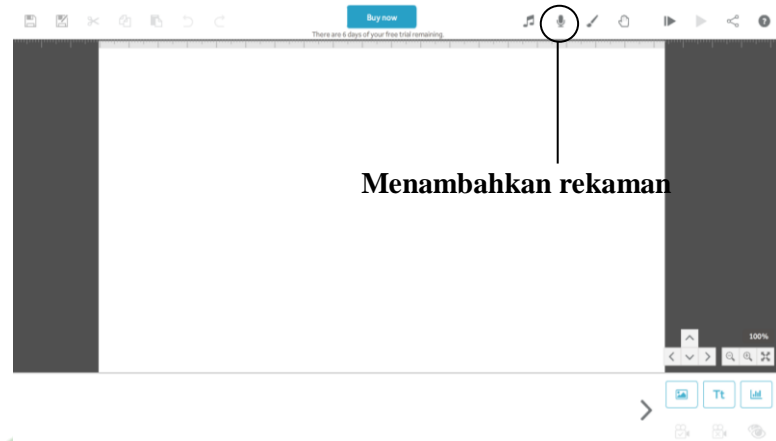 Buy now
There are 6 days of your free trial remaining.
Menambahkan rekaman
100%
Tt